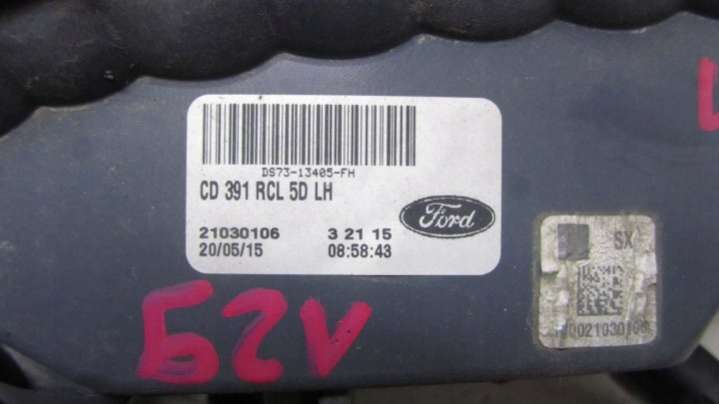 DS73-13405-FH
CD 391 RCL 5D LH
Ford
21030106 3 21 15
20/05/15 08:58:43
SX
62V